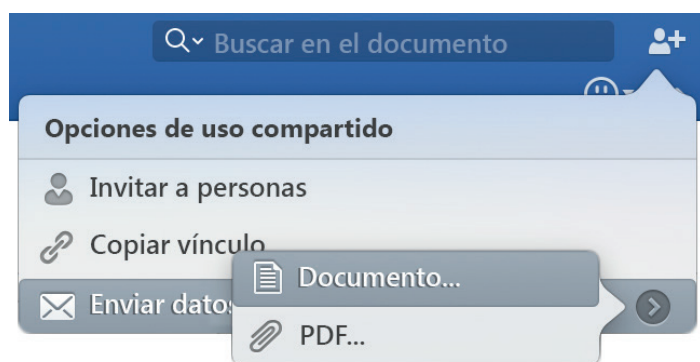 Buscar en el documento
Opciones de uso compartido
Invitar a personas
Copiar vínculo
Enviar datos
Documento...
PDF...